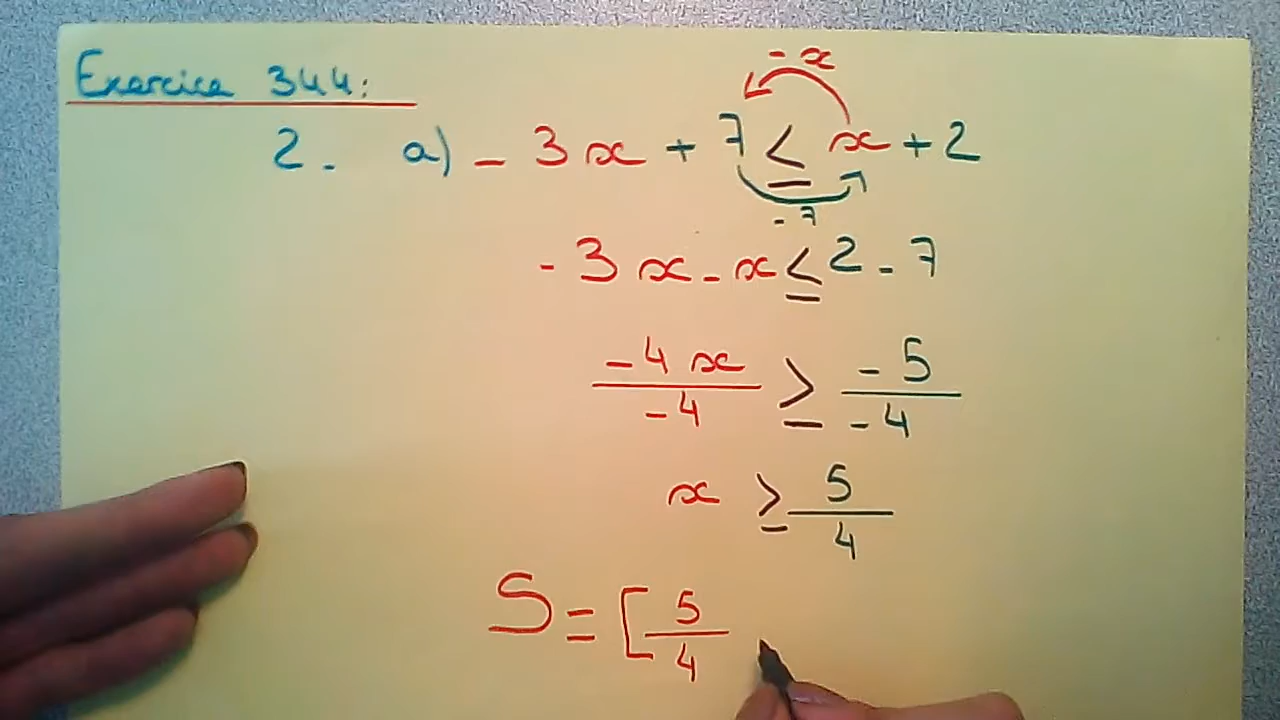 Exercice 344:
- x
2. a) - 3x + 7 ≤ x + 2
- 7
- 3x - x ≤ 2 - 7
-4x/-4 ≥ -5/-4
x ≥ 5/4
S = [5/4